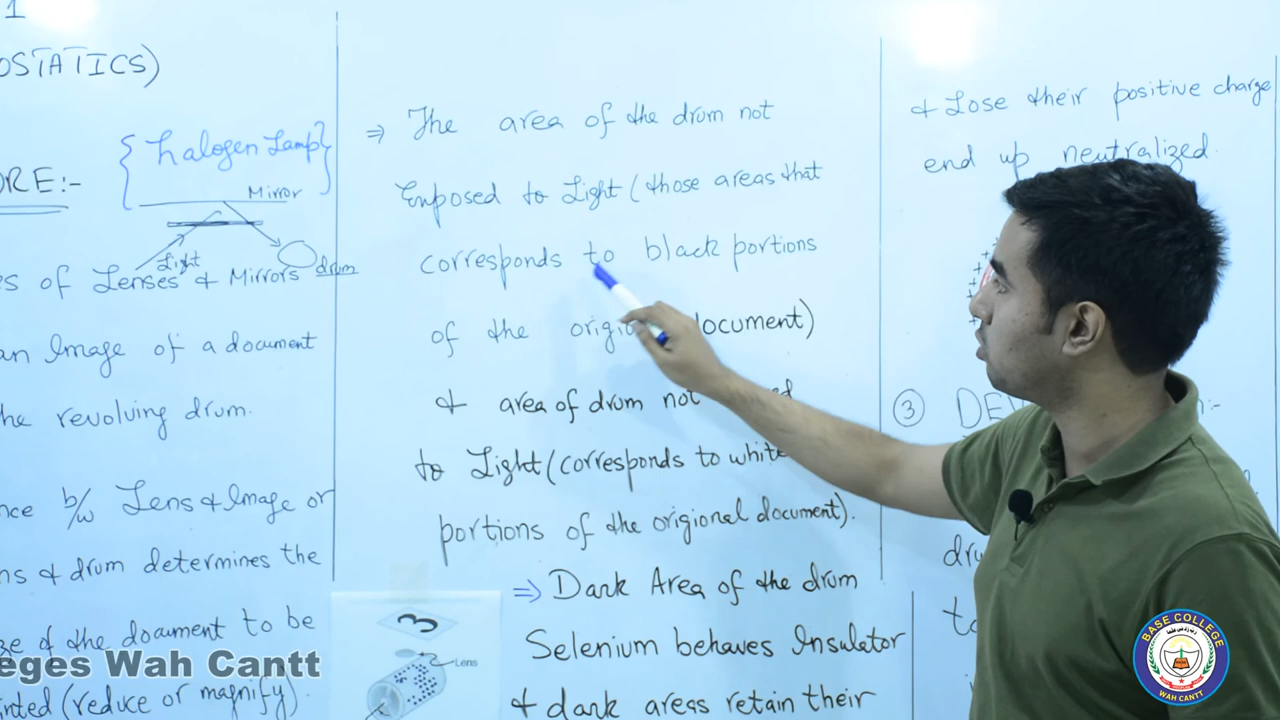 1
OSTATICS)
{ halogen Lamp }
ORE:-
Mirror
Light
drum
es of Lenses & Mirrors
an Image of a document
he revolving drum.
nce b/w Lens & Image or
ns & drum determines the
ze of the document to be
inted (reduce or magnify).
⇒ The area of the drum not
Exposed to Light (those areas that
corresponds to black portions
of the document)
& area of drum not
to Light (corresponds to white
portions of the origional document).
⇒ Dark Area of the drum
Selenium behaves Insulator
& dark areas retain their
3
Lens
& Lose their positive charge
end up neutralized.
③ DE
eges Wah Cantt
BASE COLLEGE
WAH CANTT